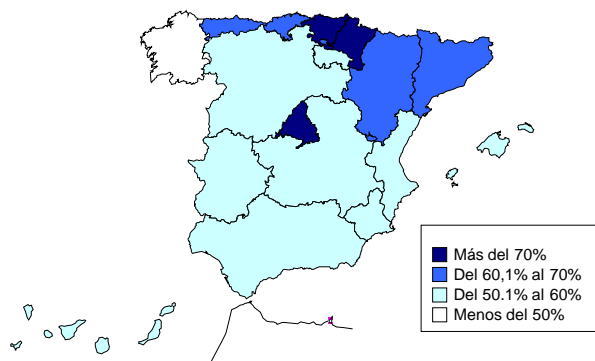 Más del 70%
Del 60,1% al 70%
Del 50.1% al 60%
Menos del 50%